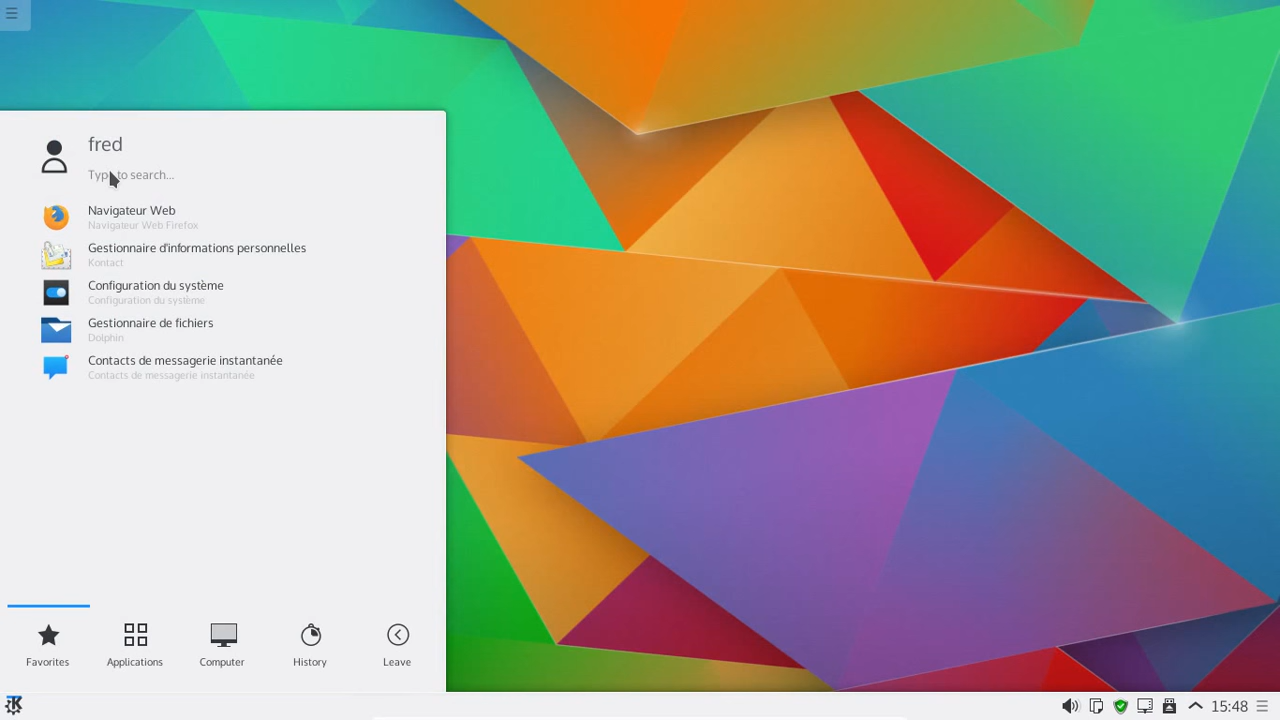 fred
Type to search...
Navigateur Web
Navigateur Web Firefox
Gestionnaire d'informations personnelles
Kontact
Configuration du système
Configuration du système
Gestionnaire de fichiers
Dolphin
Contacts de messagerie instantanée
Contacts de messagerie instantanée
Favorites
Applications
Computer
History
Leave
15:48